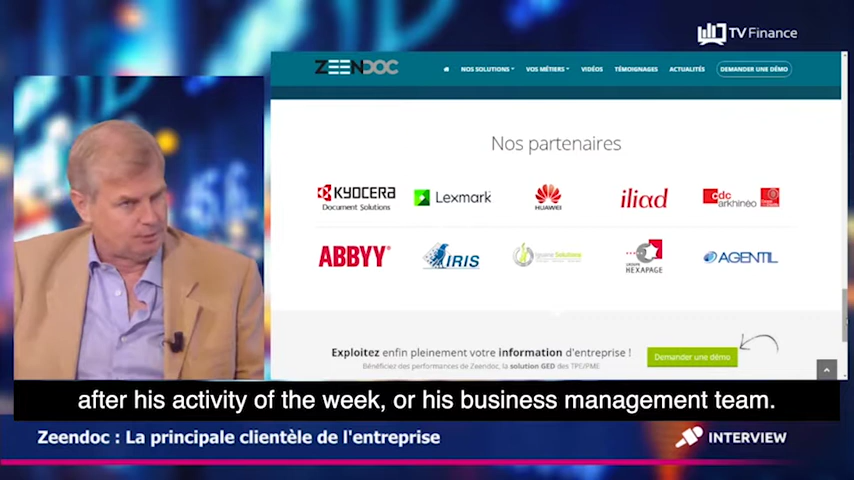 TV Finance
ZEENDOC
NOS SOLUTIONS
VOS MÉTIERS
VIDÉOS
TÉMOIGNAGES
ACTUALITÉS
DEMANDER UNE DÉMO
Nos partenaires
KYOCERA
Document Solutions
Lexmark
HUAWEI
iliad
cdc
arkhinéo
ABBYY
IRIS
Solutions
GROUPE
HEXAPAGE
AGENTIL
Exploitez enfin pleinement votre information d'entreprise !
Bénéficiez des performances de Zeendoc, la solution GED des TPE/PME
Demander une démo
after his activity of the week, or his business management team.
Zeendoc : La principale clientèle de l'entreprise
INTERVIEW